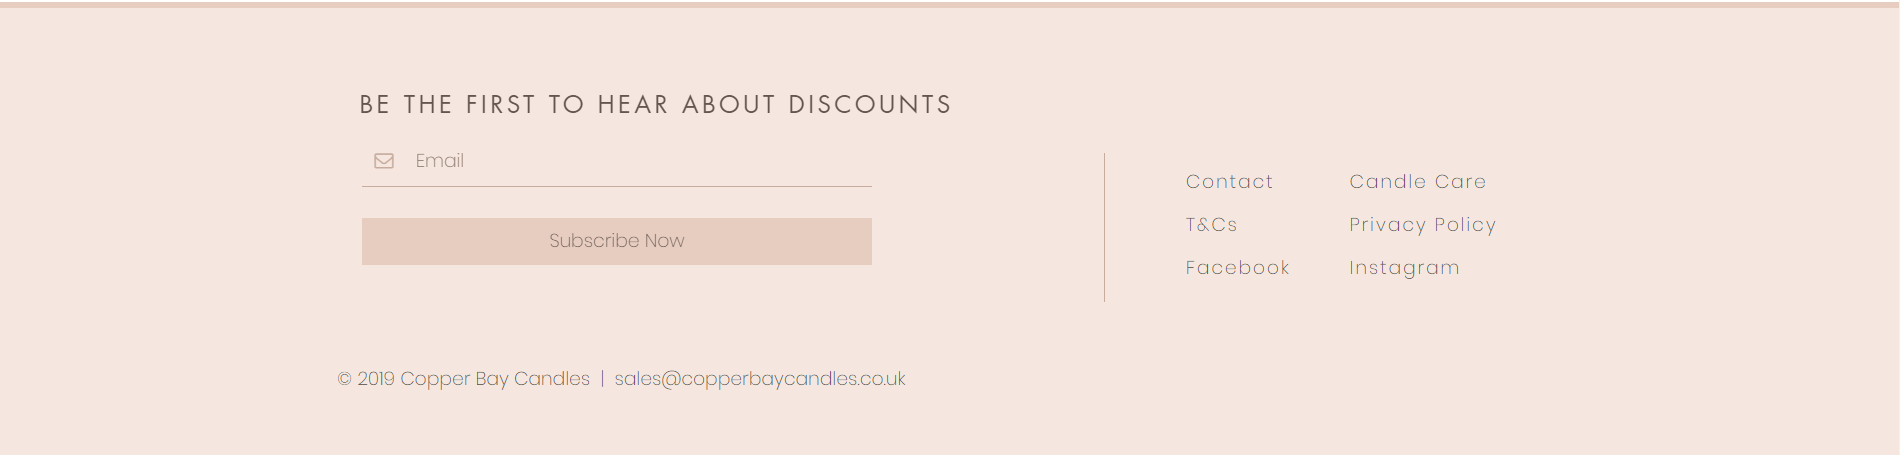 BE THE FIRST TO HEAR ABOUT DISCOUNTS
Email
Subscribe Now
Contact
Candle Care
T&Cs
Privacy Policy
Facebook
Instagram
© 2019 Copper Bay Candles | sales@copperbaycandles.co.uk